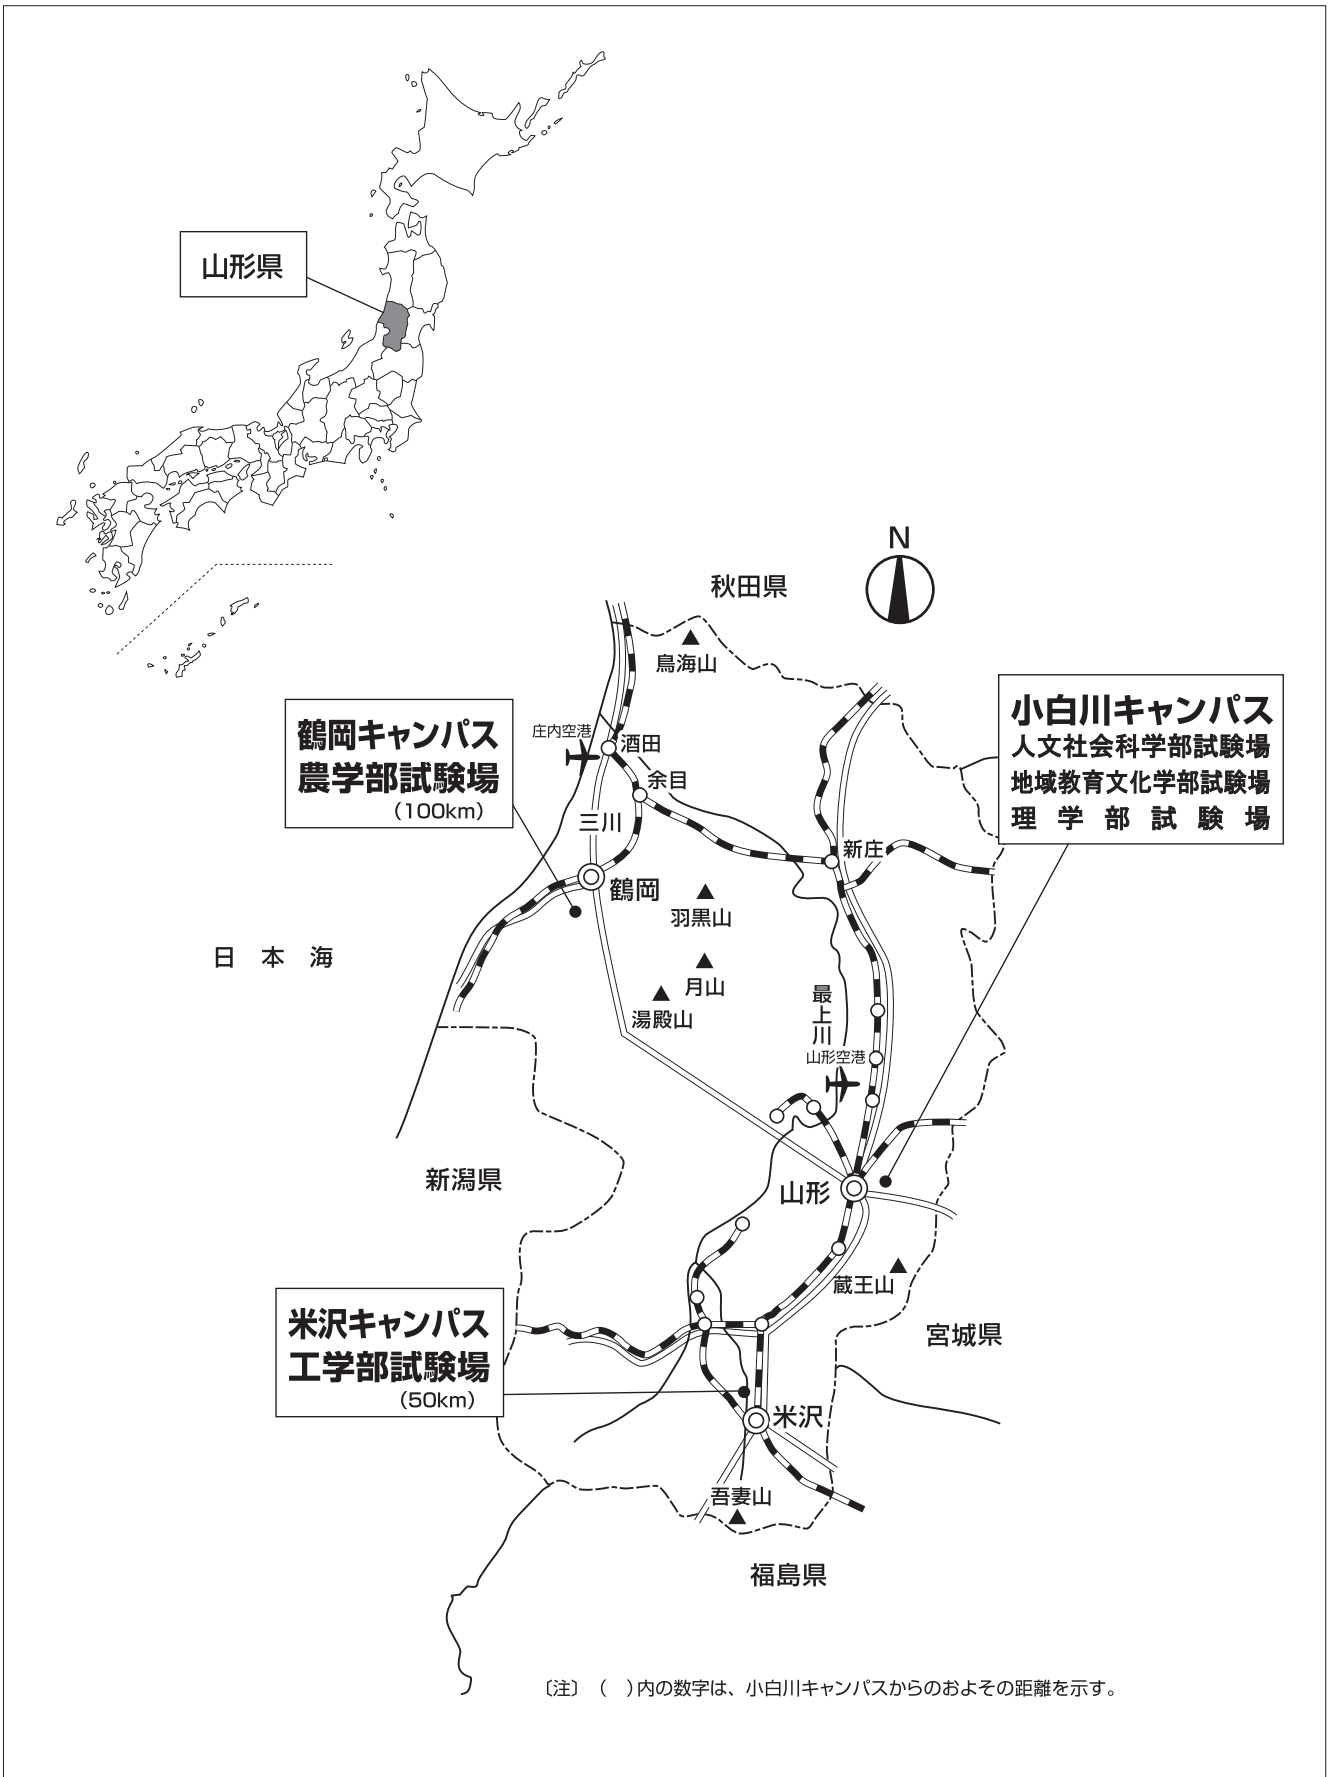 山形県
N
秋田県
鳥海山
鶴岡キャンパス
農学部試験場
(100km)
庄内空港
酒田
余目
三川
小白川キャンパス
人文社会科学部試験場
地域教育文化学部試験場
理学部試験場
新庄
鶴岡
羽黒山
日本海
月山
湯殿山
最上川
山形空港
新潟県
山形
蔵王山
米沢キャンパス
工学部試験場
(50km)
宮城県
米沢
吾妻山
福島県
〔注〕 ( )内の数字は、小白川キャンパスからのおよその距離を示す。